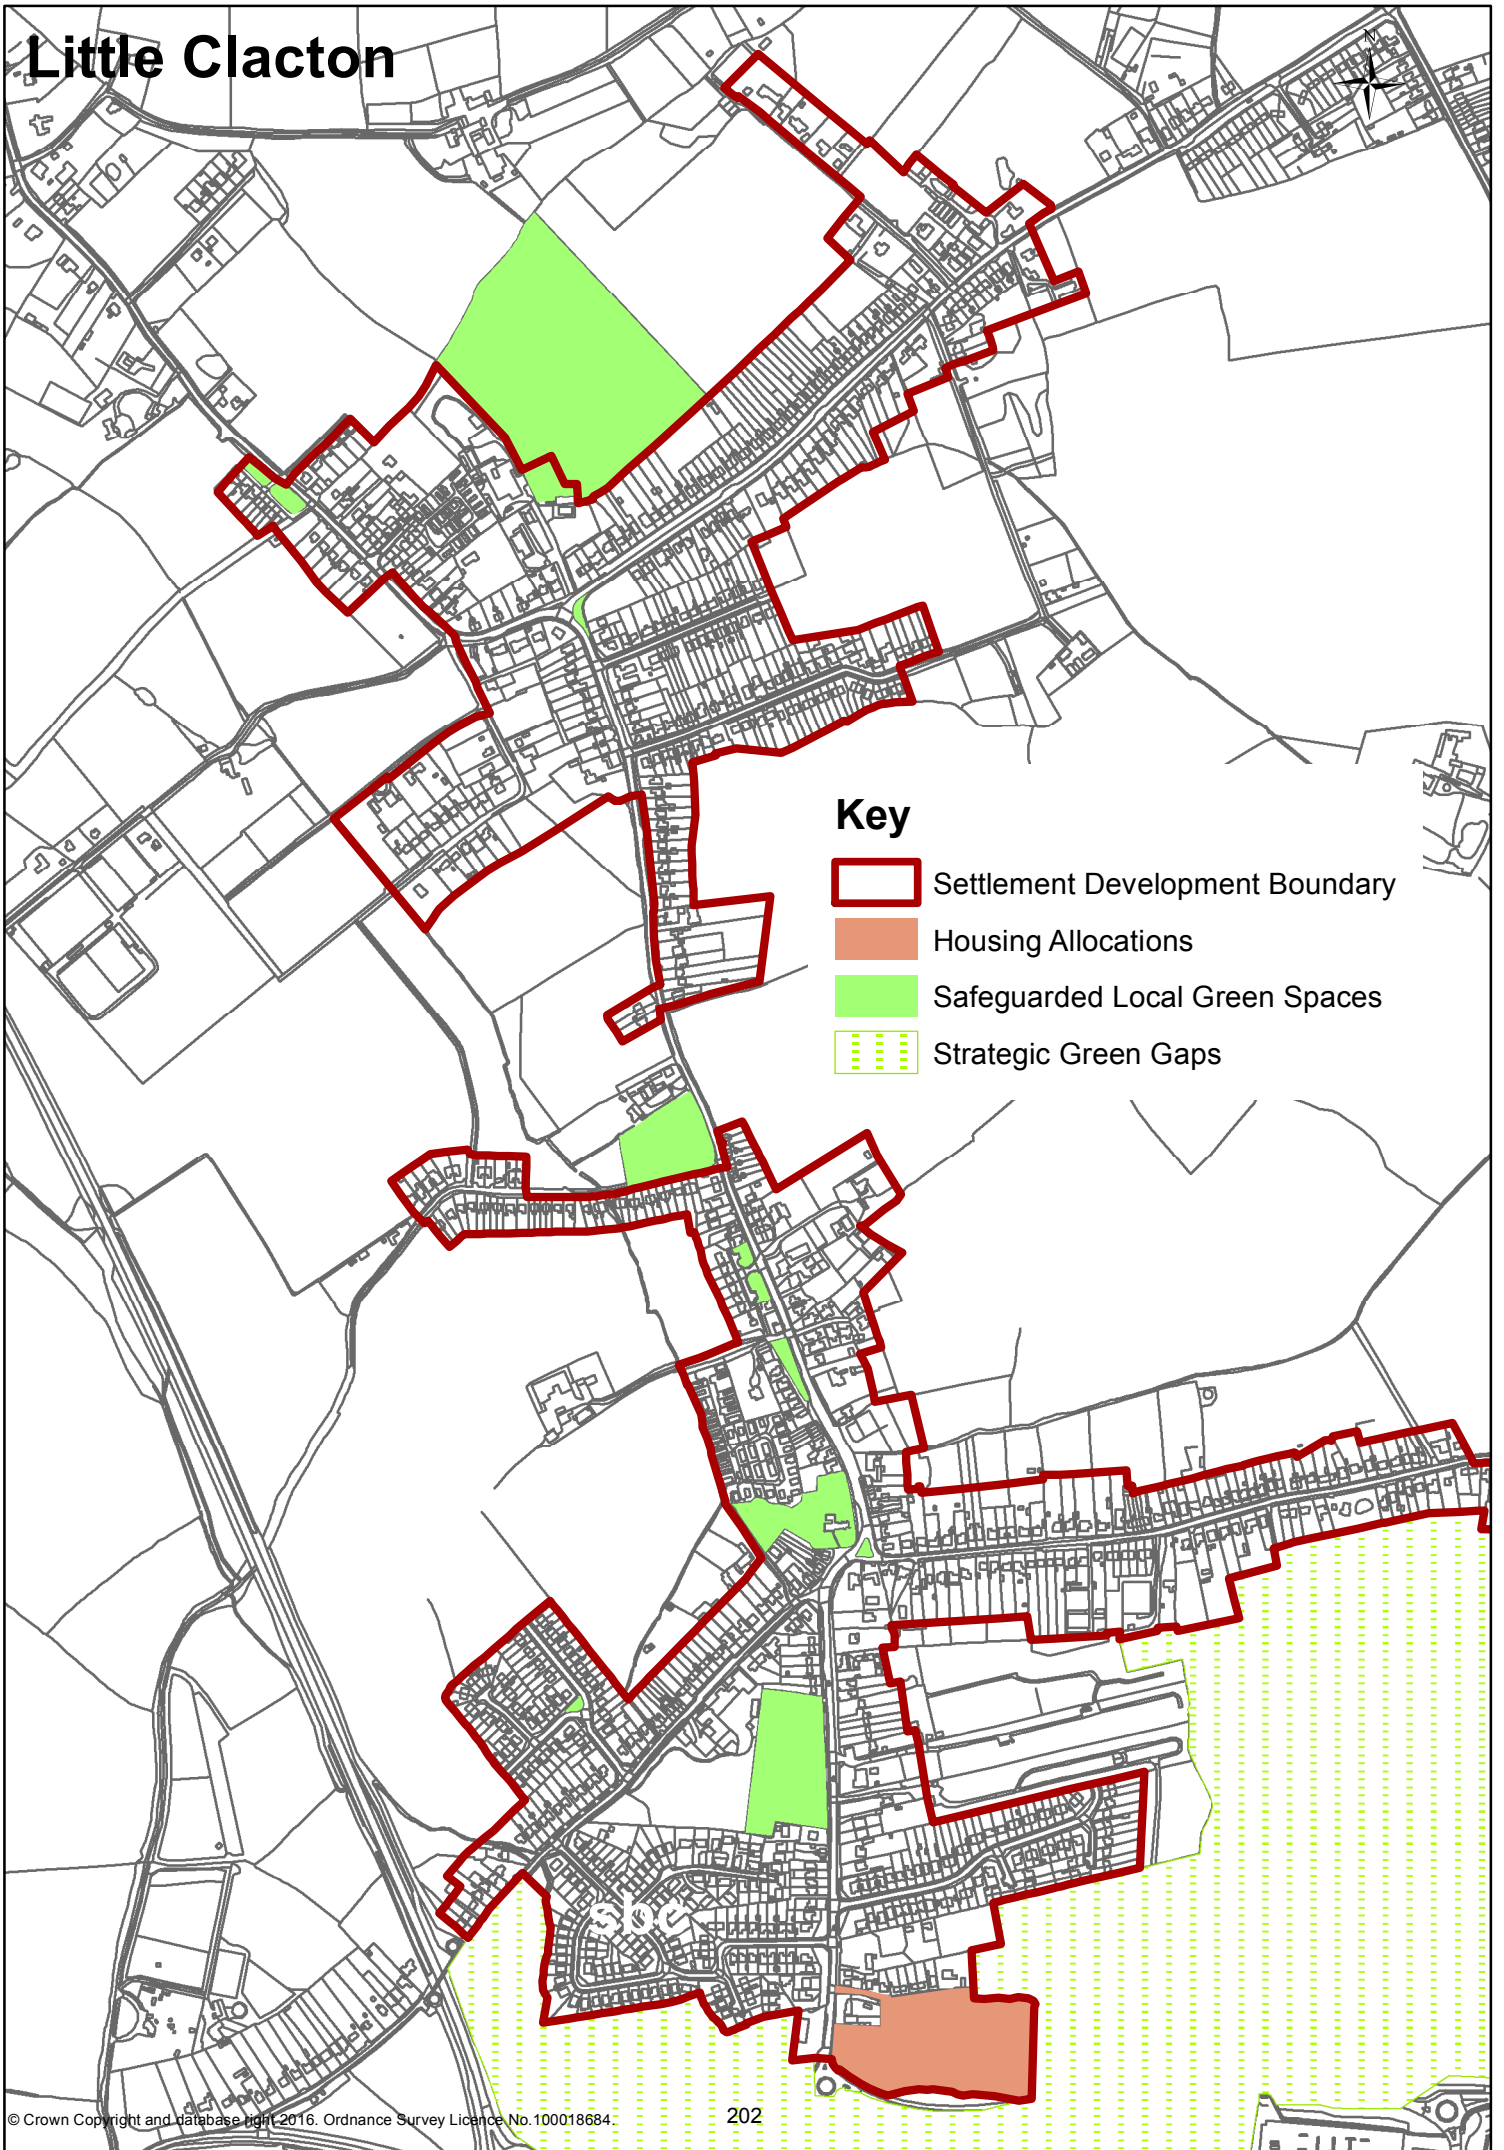 Little Clacton
N
Key
Settlement Development Boundary
Housing Allocations
Safeguarded Local Green Spaces
Strategic Green Gaps
sbc
© Crown Copyright and database right 2016. Ordnance Survey Licence No.100018684.
202